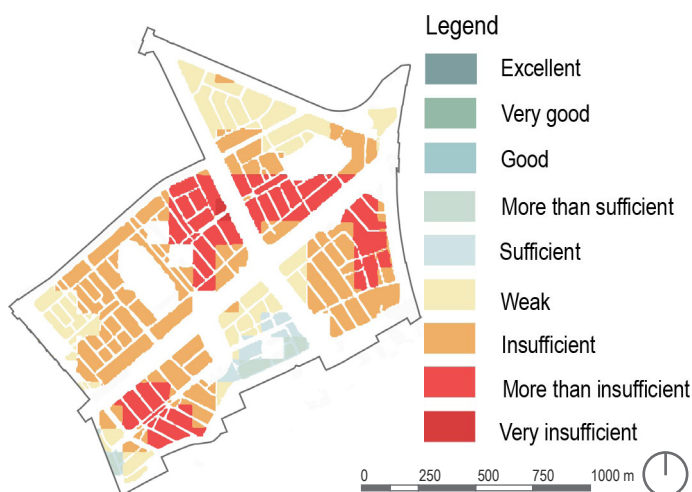 Legend
Excellent
Very good
Good
More than sufficient
Sufficient
Weak
Insufficient
More than insufficient
Very insufficient
0 250 500 750 1000 m